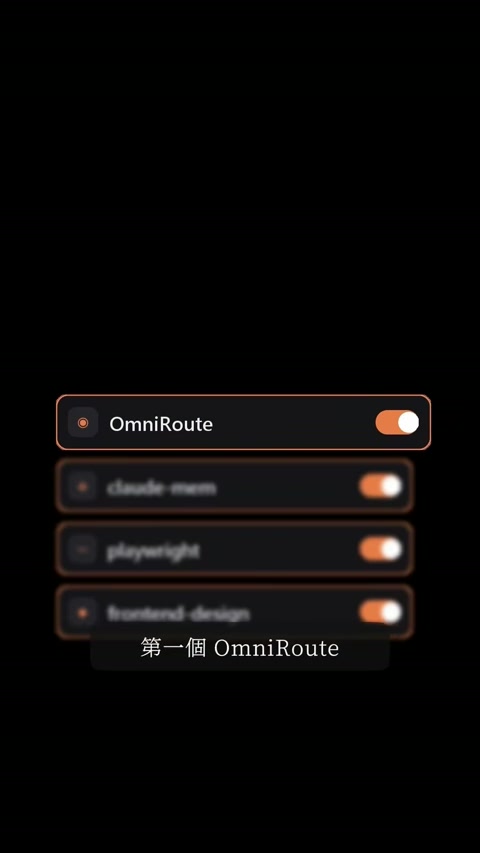 OmniRoute
claude-mem
playwright
frontend-design
第一個 OmniRoute